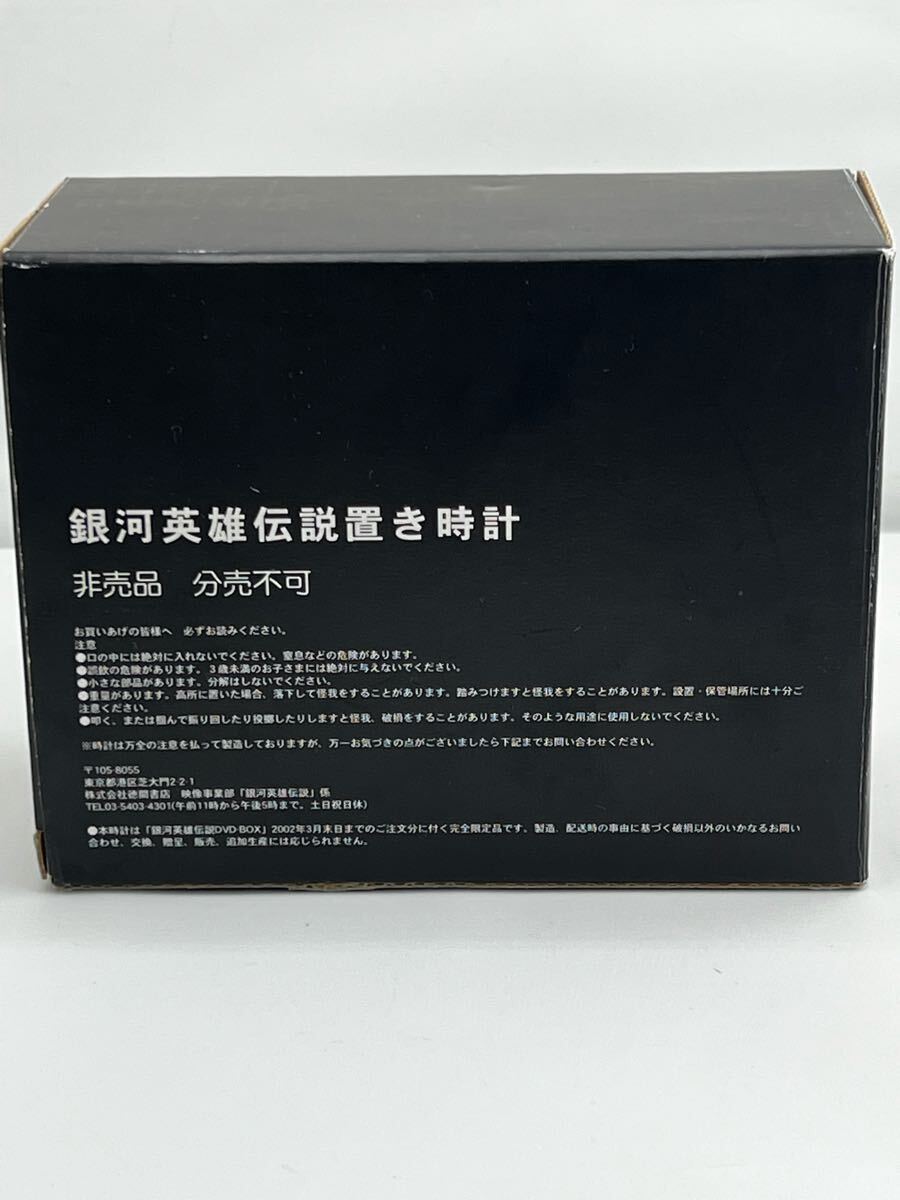 銀河英雄伝説置き時計
非売品 分売不可
お買いあげの皆様へ 必ずお読みください。
注意
●口の中には絶対に入れないでください。窒息などの危険があります。
●誤飲の危険があります。３歳未満のお子さまには絶対に与えないでください。
●小さな部品があります。分解はしないでください。
●重量があります。高所に置いた場合、落下して怪我をすることがあります。踏みつけますと怪我をすることがあります。設置・保管場所には十分ご
注意ください。
●叩く、または掴んで振り回したり投擲したりしますと怪我、破損をすることがあります。そのような用途に使用しないでください。
※時計は万全の注意を払って製造しておりますが、万一お気づきの点がございましたら下記までお問い合わせください。
〒105-8055
東京都港区芝大門2-2-1
株式会社徳間書店 映像事業部「銀河英雄伝説」係
TEL03-5403-4301(午前11時から午後5時まで。土日祝日休)
●本時計は「銀河英雄伝説DVD-BOX」2002年3月末日までのご注文分に付く完全限定品です。製造、配送時の事由に基づく破損以外のいかなるお問い
合わせ、交換、贈呈、販売、追加生産には応じられません。